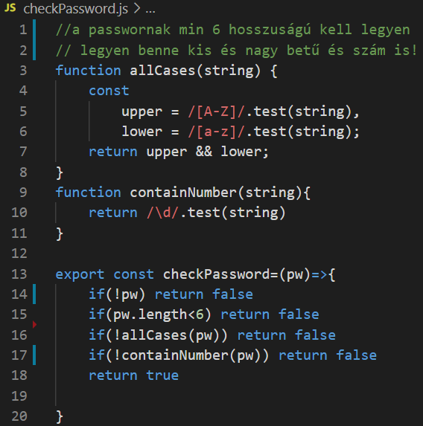 JS checkPassword.js > ...
1 //a passwornak min 6 hosszuságú kell legyen
2 // legyen benne kis és nagy betű és szám is!
3 function allCases(string) {
4 const
5 upper = /[A-Z]/.test(string),
6 lower = /[a-z]/.test(string);
7 return upper && lower;
8 }
9 function containNumber(string){
10 return /\d/.test(string)
11 }
12
13 export const checkPassword=(pw)=>{
14 if(!pw) return false
15 if(pw.length<6) return false
16 if(!allCases(pw)) return false
17 if(!containNumber(pw)) return false
18 return true
19
20 }